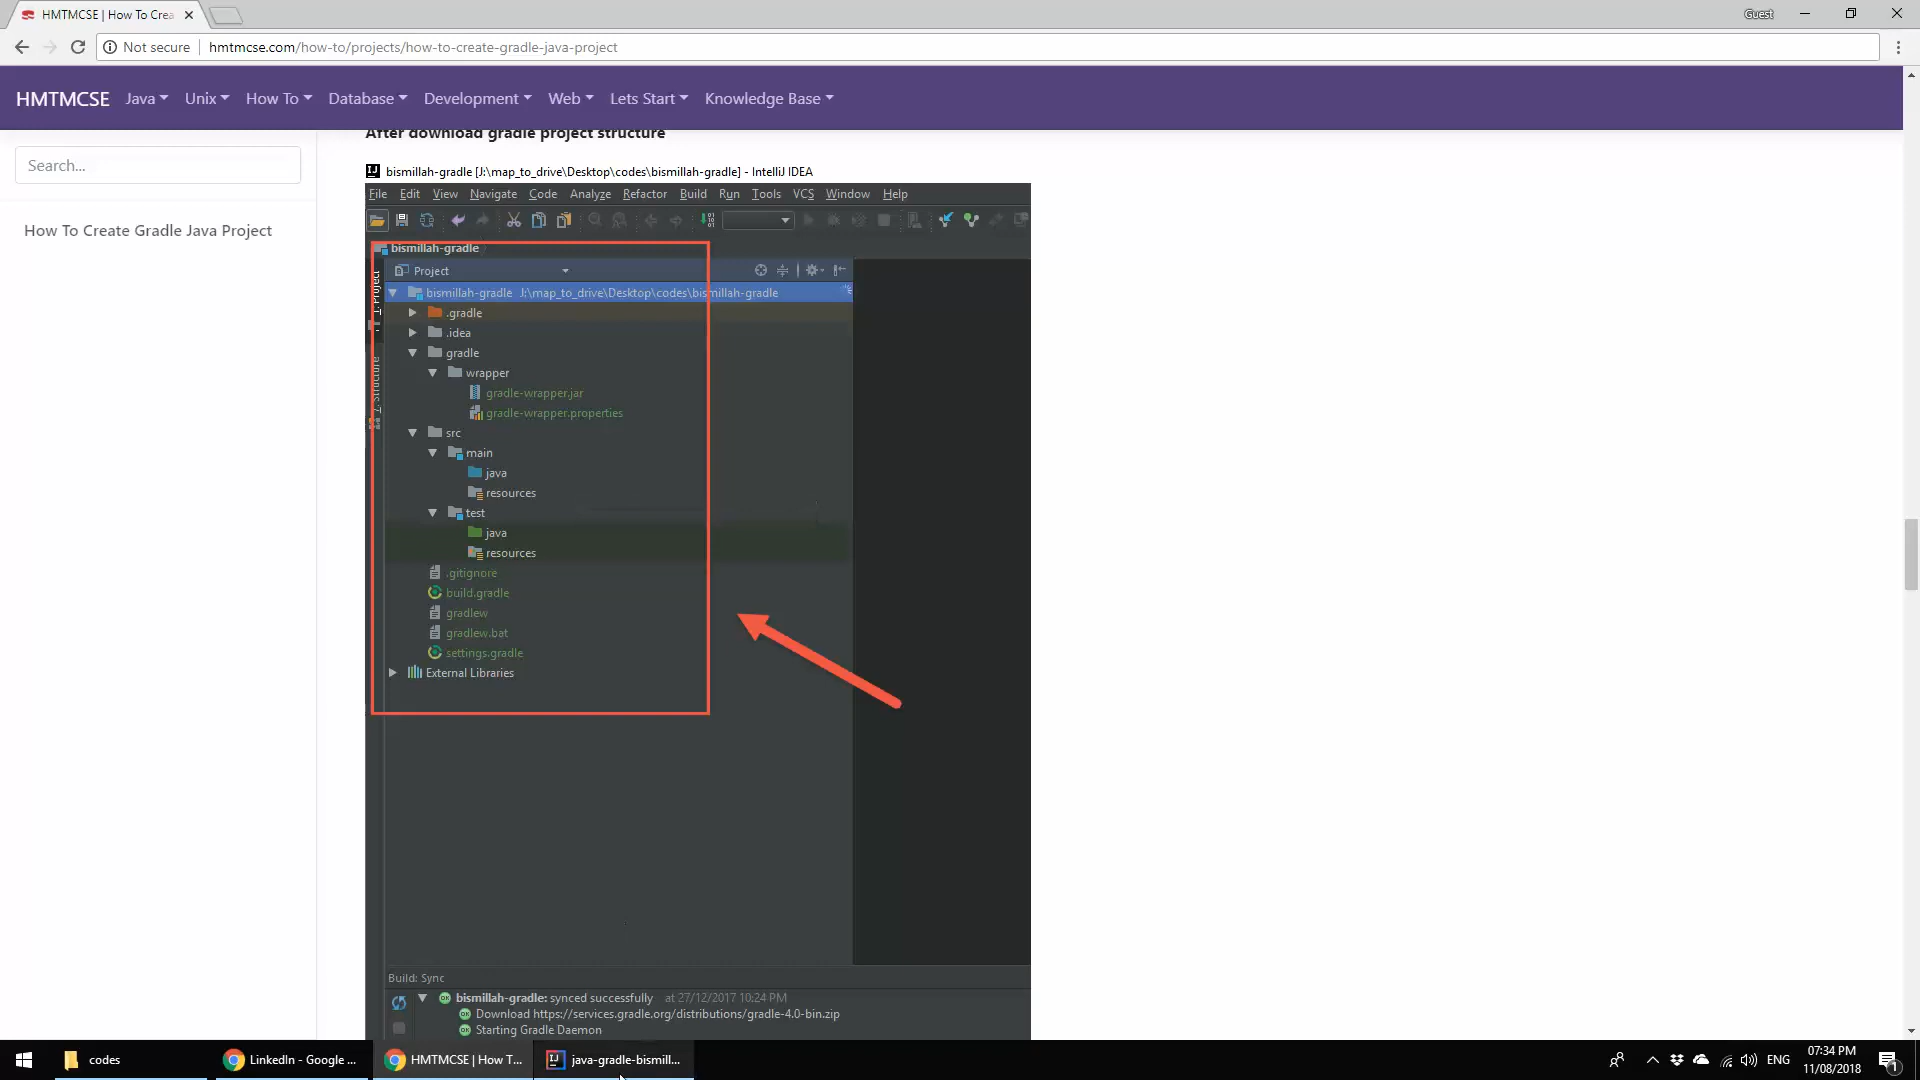 HMTMCSE | How To Crea
Guest
Not secure
hmtmcse.com/how-to/projects/how-to-create-gradle-java-project
HMTMCSE Java Unix How To Database Development Web Lets Start Knowledge Base
Search...
How To Create Gradle Java Project
After download gradle project structure
bismillah-gradle [J:\map_to_drive\Desktop\codes\bismillah-gradle] - IntelliJ IDEA
File Edit View Navigate Code Analyze Refactor Build Run Tools VCS Window Help
bismillah-gradle
Project
bismillah-gradle J:\map_to_drive\Desktop\codes\bismillah-gradle
.gradle
.idea
gradle
wrapper
gradle-wrapper.jar
gradle-wrapper.properties
src
main
java
resources
test
java
resources
.gitignore
build.gradle
gradlew
gradlew.bat
settings.gradle
External Libraries
1: Project
Z: Structure
Build: Sync
bismillah-gradle: synced successfully at 27/12/2017 10:24 PM
Download https://services.gradle.org/distributions/gradle-4.0-bin.zip
Starting Gradle Daemon
codes
LinkedIn - Google ...
HMTMCSE | How T...
java-gradle-bismill...
ENG
07:34 PM
11/08/2018
1